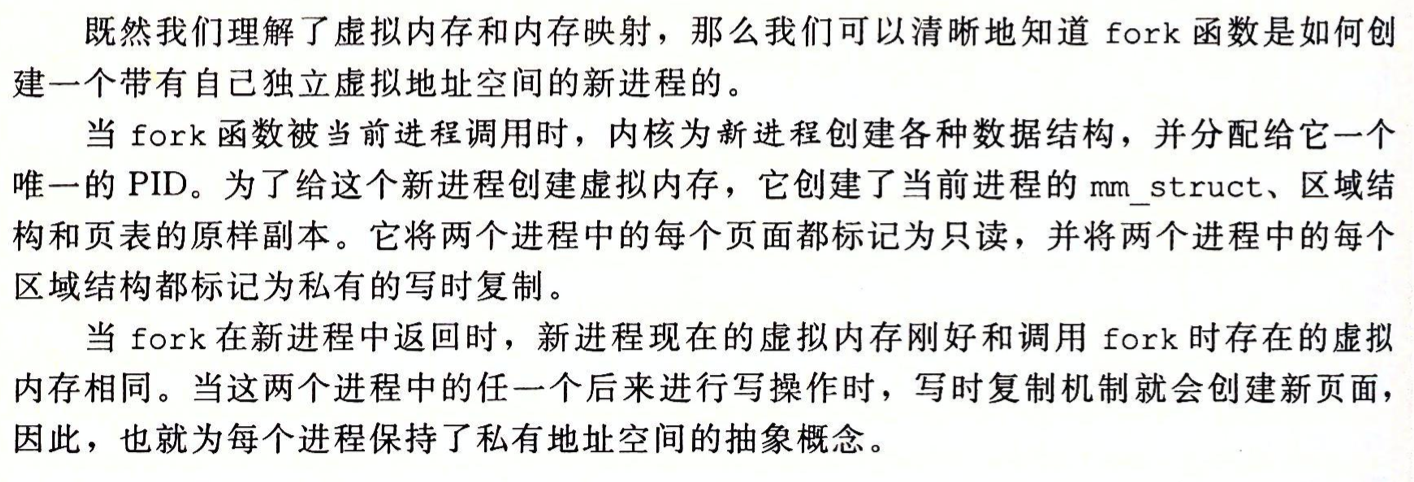 既然我们理解了虚拟内存和内存映射，那么我们可以清晰地知道 fork 函数是如何创
建一个带有自己独立虚拟地址空间的新进程的。
当 fork 函数被当前进程调用时，内核为新进程创建各种数据结构，并分配给它一个
唯一的 PID。为了给这个新进程创建虚拟内存，它创建了当前进程的 mm_struct、区域结
构和页表的原样副本。它将两个进程中的每个页面都标记为只读，并将两个进程中的每个
区域结构都标记为私有的写时复制。
当 fork 在新进程中返回时，新进程现在的虚拟内存刚好和调用 fork 时存在的虚拟
内存相同。当这两个进程中的任一个后来进行写操作时，写时复制机制就会创建新页面，
因此，也就为每个进程保持了私有地址空间的抽象概念。